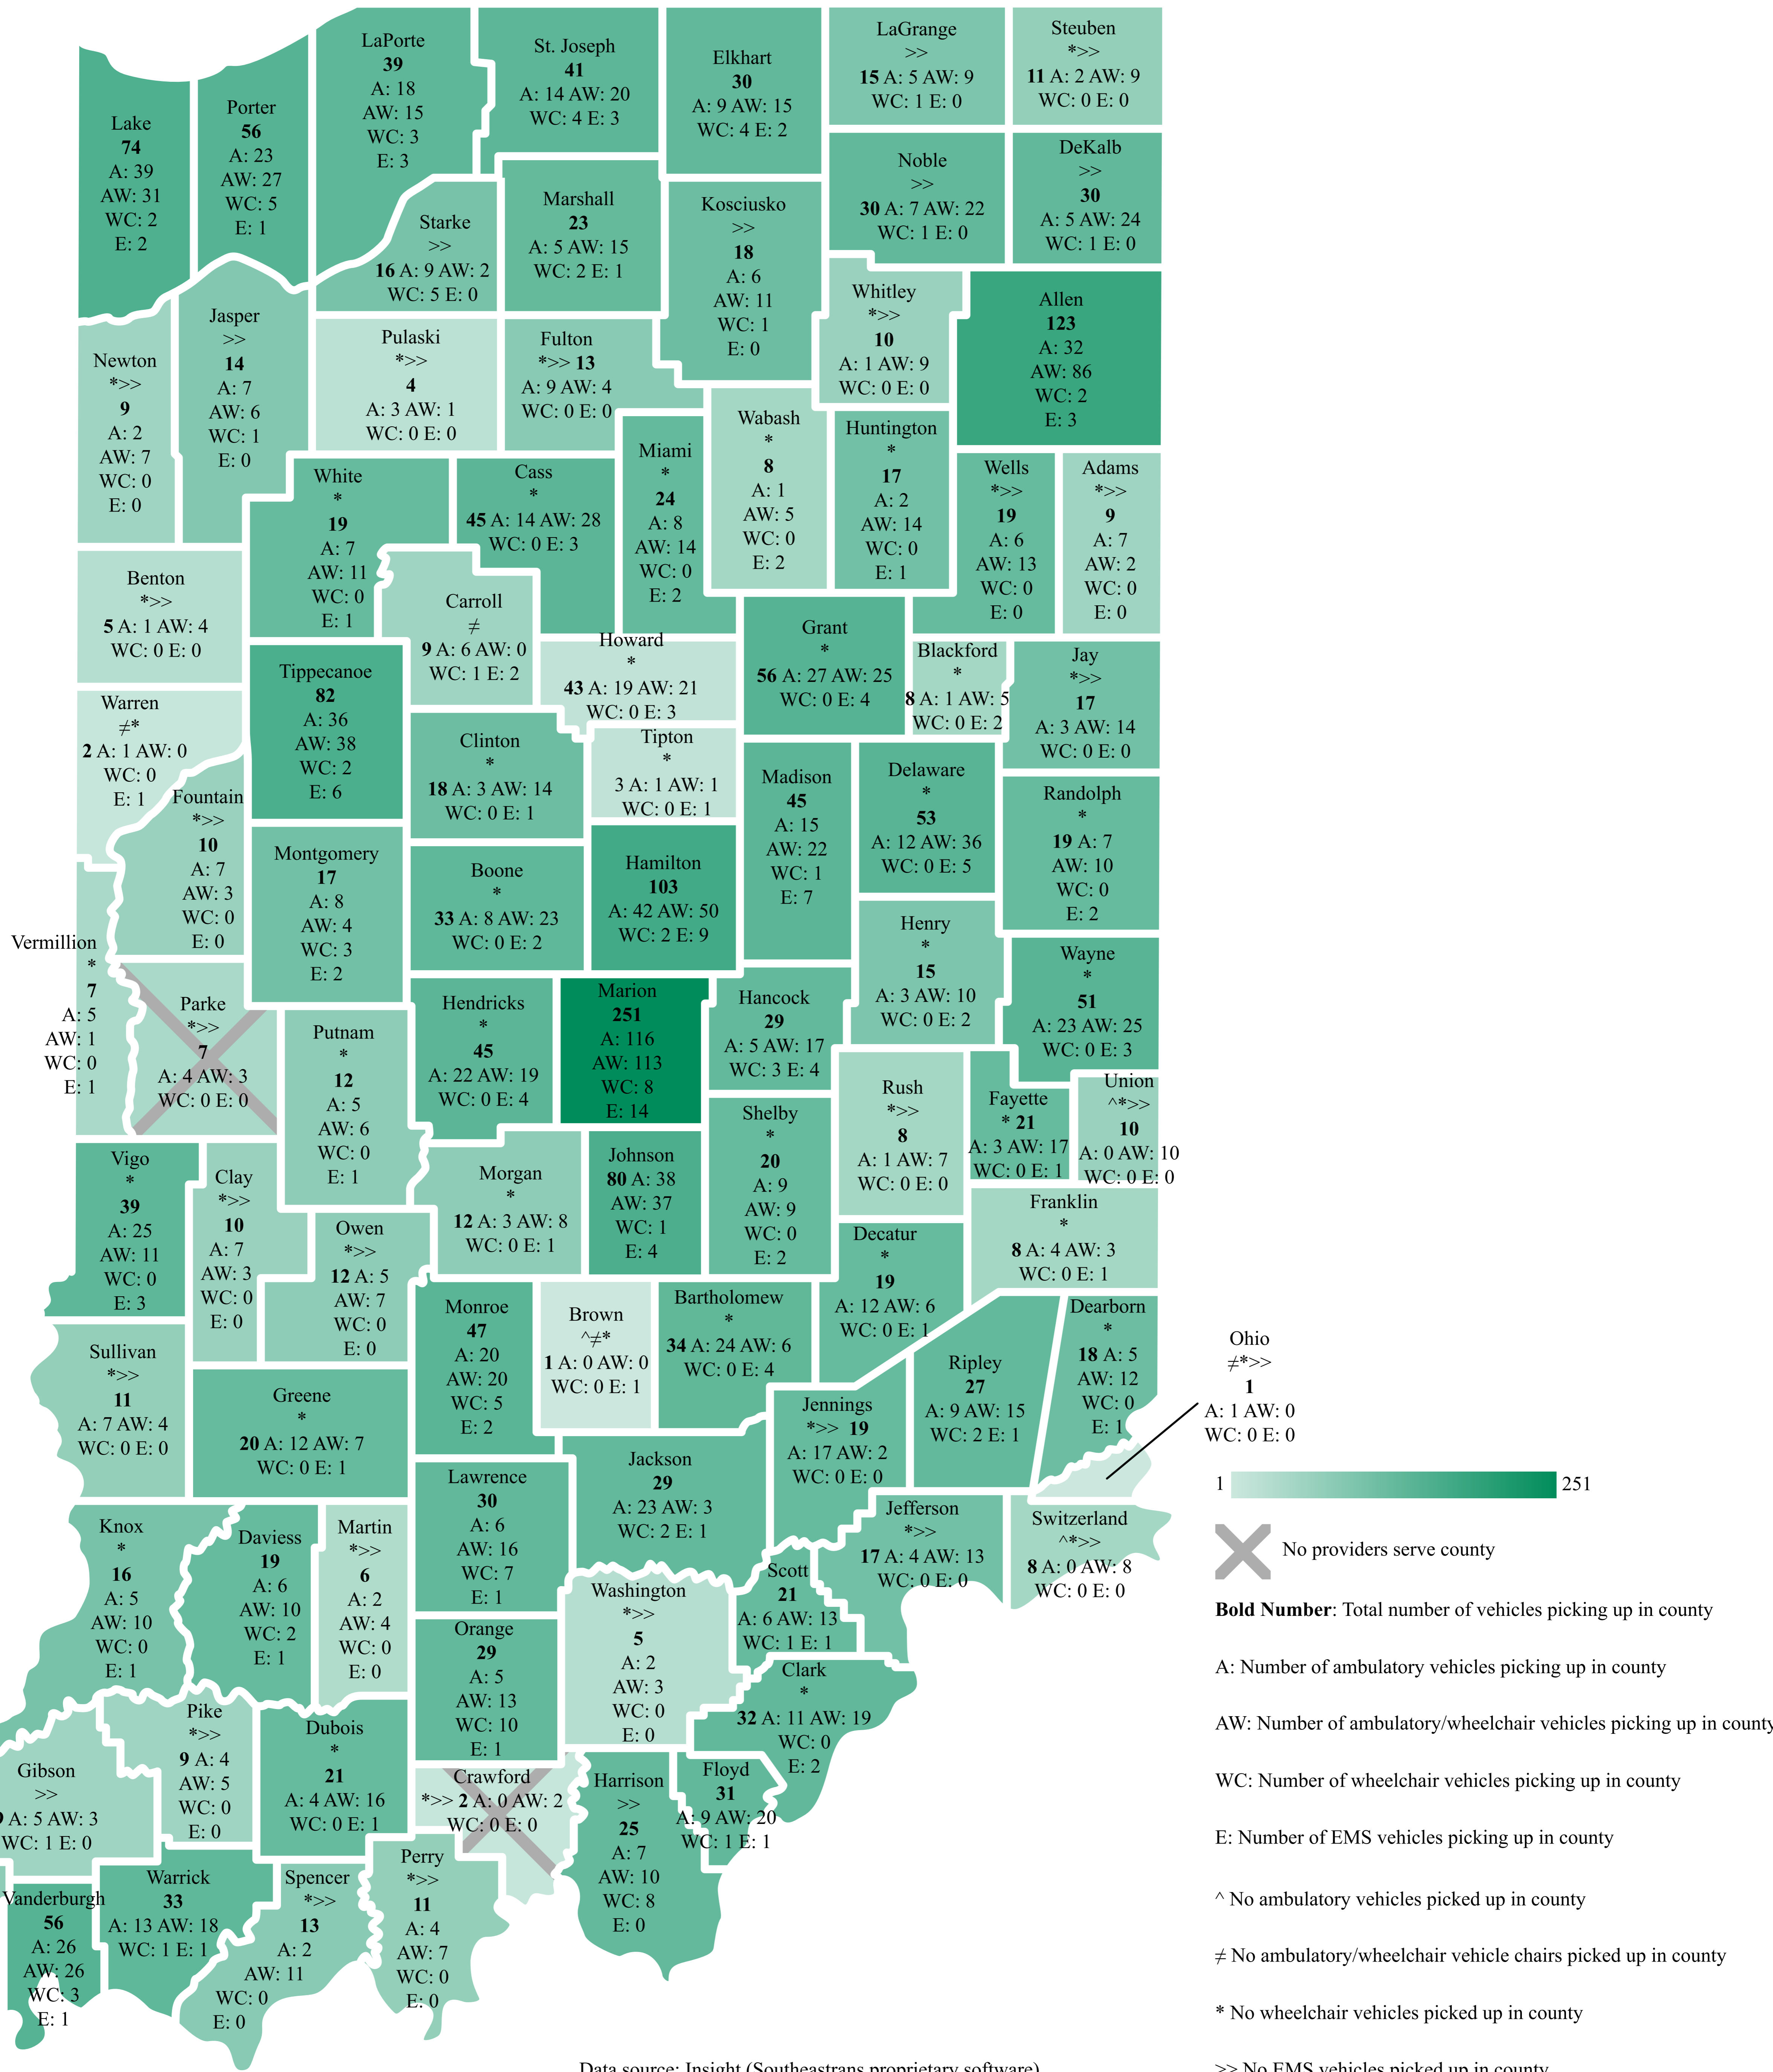 LaPorte
39
A: 18
AW: 15
WC: 3
E: 3
St. Joseph
41
A: 14 AW: 20
WC: 4 E: 3
Elkhart
30
A: 9 AW: 15
WC: 4 E: 2
LaGrange
>>
15 A: 5 AW: 9
WC: 1 E: 0
Steuben
*>>
11 A: 2 AW: 9
WC: 0 E: 0
Lake
74
A: 39
AW: 31
WC: 2
E: 2
Porter
56
A: 23
AW: 27
WC: 5
E: 1
Noble
>>
30 A: 7 AW: 22
WC: 1 E: 0
DeKalb
>>
30
A: 5 AW: 24
WC: 1 E: 0
Starke
>>
16 A: 9 AW: 2
WC: 5 E: 0
Marshall
23
A: 5 AW: 15
WC: 2 E: 1
Kosciusko
>>
18
A: 6
AW: 11
WC: 1
E: 0
Whitley
*>>
10
A: 1 AW: 9
WC: 0 E: 0
Allen
123
A: 32
AW: 86
WC: 2
E: 3
Newton
*>>
9
A: 2
AW: 7
WC: 0
E: 0
Jasper
>>
14
A: 7
AW: 6
WC: 1
E: 0
Pulaski
*>>
4
A: 3 AW: 1
WC: 0 E: 0
Fulton
*>> 13
A: 9 AW: 4
WC: 0 E: 0
Miami
*
24
A: 8
AW: 14
WC: 0
E: 2
Wabash
*
8
A: 1
AW: 5
WC: 0
E: 2
Huntington
*
17
A: 2
AW: 14
WC: 0
E: 1
Wells
*>>
19
A: 6
AW: 13
WC: 0
E: 0
Adams
*>>
9
A: 7
AW: 2
WC: 0
E: 0
White
*
19
A: 7
AW: 11
WC: 0
E: 1
Cass
*
45 A: 14 AW: 28
WC: 0 E: 3
Benton
*>>
5 A: 1 AW: 4
WC: 0 E: 0
Carroll
≠
9 A: 6 AW: 0
WC: 1 E: 2
Howard
*
43 A: 19 AW: 21
WC: 0 E: 3
Grant
*
56 A: 27 AW: 25
WC: 0 E: 4
Blackford
*
8 A: 1 AW: 5
WC: 0 E: 2
Jay
*>>
17
A: 3 AW: 14
WC: 0 E: 0
Warren
≠*
2 A: 1 AW: 0
WC: 0
E: 1
Tippecanoe
82
A: 36
AW: 38
WC: 2
E: 6
Clinton
*
18 A: 3 AW: 14
WC: 0 E: 1
Tipton
*
3 A: 1 AW: 1
WC: 0 E: 1
Madison
45
A: 15
AW: 22
WC: 1
E: 7
Delaware
*
53
A: 12 AW: 36
WC: 0 E: 5
Randolph
*
19 A: 7
AW: 10
WC: 0
E: 2
Fountain
*>>
10
A: 7
AW: 3
WC: 0
E: 0
Montgomery
17
A: 8
AW: 4
WC: 3
E: 2
Boone
*
33 A: 8 AW: 23
WC: 0 E: 2
Hamilton
103
A: 42 AW: 50
WC: 2 E: 9
Henry
*
15
A: 3 AW: 10
WC: 0 E: 2
Wayne
*
51
A: 23 AW: 25
WC: 0 E: 3
Vermillion
*
7
A: 5
AW: 1
WC: 0
E: 1
Parke
*>>
7
A: 4 AW: 3
WC: 0 E: 0
Putnam
*
12
A: 5
AW: 6
WC: 0
E: 1
Hendricks
*
45
A: 22 AW: 19
WC: 0 E: 4
Marion
251
A: 116
AW: 113
WC: 8
E: 14
Hancock
29
A: 5 AW: 17
WC: 3 E: 4
Rush
*>>
8
A: 1 AW: 7
WC: 0 E: 0
Fayette
* 21
A: 3 AW: 17
WC: 0 E: 1
Union
^*>>
10
A: 0 AW: 10
WC: 0 E: 0
Vigo
*
39
A: 25
AW: 11
WC: 0
E: 3
Clay
*>>
10
A: 7
AW: 3
WC: 0
E: 0
Owen
*>>
12 A: 5
AW: 7
WC: 0
E: 0
Morgan
*
12 A: 3 AW: 8
WC: 0 E: 1
Johnson
80 A: 38
AW: 37
WC: 1
E: 4
Shelby
*
20
A: 9
AW: 9
WC: 0
E: 2
Decatur
*
19
A: 12 AW: 6
WC: 0 E: 1
Franklin
*
8 A: 4 AW: 3
WC: 0 E: 1
Sullivan
*>>
11
A: 7 AW: 4
WC: 0 E: 0
Greene
*
20 A: 12 AW: 7
WC: 0 E: 1
Monroe
47
A: 20
AW: 20
WC: 5
E: 2
Brown
^≠*
1 A: 0 AW: 0
WC: 0 E: 1
Bartholomew
*
34 A: 24 AW: 6
WC: 0 E: 4
Jennings
*>> 19
A: 17 AW: 2
WC: 0 E: 0
Ripley
27
A: 9 AW: 15
WC: 2 E: 1
Dearborn
*
18 A: 5
AW: 12
WC: 0
E: 1
Ohio
≠*>>
1
A: 1 AW: 0
WC: 0 E: 0
Knox
*
16
A: 5
AW: 10
WC: 0
E: 1
Daviess
19
A: 6
AW: 10
WC: 2
E: 1
Martin
*>>
6
A: 2
AW: 4
WC: 0
E: 0
Lawrence
30
A: 6
AW: 16
WC: 7
E: 1
Jackson
29
A: 23 AW: 3
WC: 2 E: 1
Jefferson
*>>
17 A: 4 AW: 13
WC: 0 E: 0
Switzerland
^*>>
8 A: 0 AW: 8
WC: 0 E: 0
Orange
29
A: 5
AW: 13
WC: 10
E: 1
Washington
*>>
5
A: 2
AW: 3
WC: 0
E: 0
Scott
21
A: 6 AW: 13
WC: 1 E: 1
Clark
*
32 A: 11 AW: 19
WC: 0
E: 2
Gibson
>>
9 A: 5 AW: 3
WC: 1 E: 0
Pike
*>>
9 A: 4
AW: 5
WC: 0
E: 0
Dubois
*
21
A: 4 AW: 16
WC: 0 E: 1
Crawford
*>> 2 A: 0 AW: 2
WC: 0 E: 0
Harrison
>>
25
A: 7
AW: 10
WC: 8
E: 0
Floyd
31
A: 9 AW: 20
WC: 1 E: 1
Vanderburgh
56
A: 26
AW: 26
WC: 3
E: 1
Warrick
33
A: 13 AW: 18
WC: 1 E: 1
Spencer
*>>
13
A: 2
AW: 11
WC: 0
E: 0
Perry
*>>
11
A: 4
AW: 7
WC: 0
E: 0
1 251
No providers serve county
Bold Number: Total number of vehicles picking up in county
A: Number of ambulatory vehicles picking up in county
AW: Number of ambulatory/wheelchair vehicles picking up in county
WC: Number of wheelchair vehicles picking up in county
E: Number of EMS vehicles picking up in county
^ No ambulatory vehicles picked up in county
≠ No ambulatory/wheelchair vehicle chairs picked up in county
* No wheelchair vehicles picked up in county
>> No EMS vehicles picked up in county
Data source: Insight (Southeastrans proprietary software)